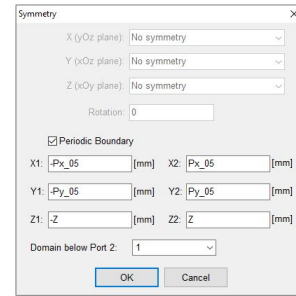 Symmetry
X (yOz plane): No symmetry
Y (xOz plane): No symmetry
Z (xOy plane): No symmetry
Rotation: 0
Periodic Boundary
X1: -Px_05 [mm] X2: Px_05 [mm]
Y1: -Py_05 [mm] Y2: Py_05 [mm]
Z1: -Z [mm] Z2: Z [mm]
Domain below Port 2: 1
OK Cancel